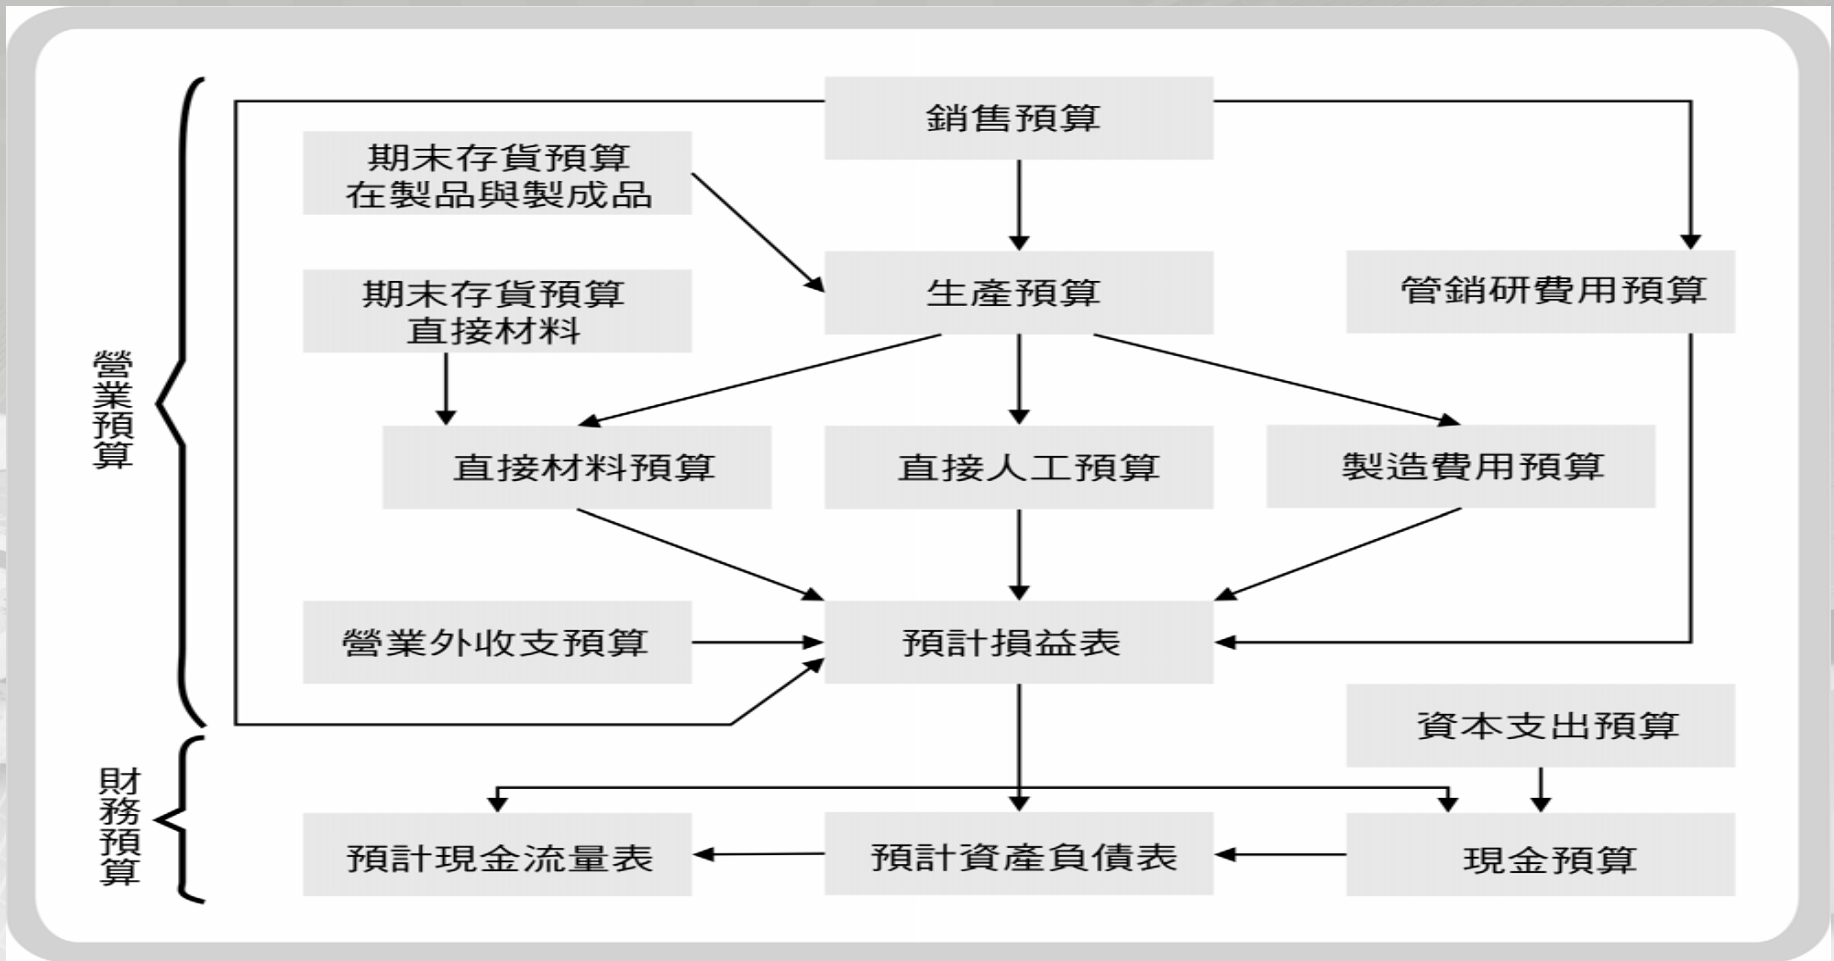 銷售預算
期末存貨預算
在製品與製成品
生產預算
管銷研費用預算
期末存貨預算
直接材料
營業預算
直接材料預算
直接人工預算
製造費用預算
營業外收支預算
預計損益表
資本支出預算
財務預算
預計現金流量表
預計資產負債表
現金預算